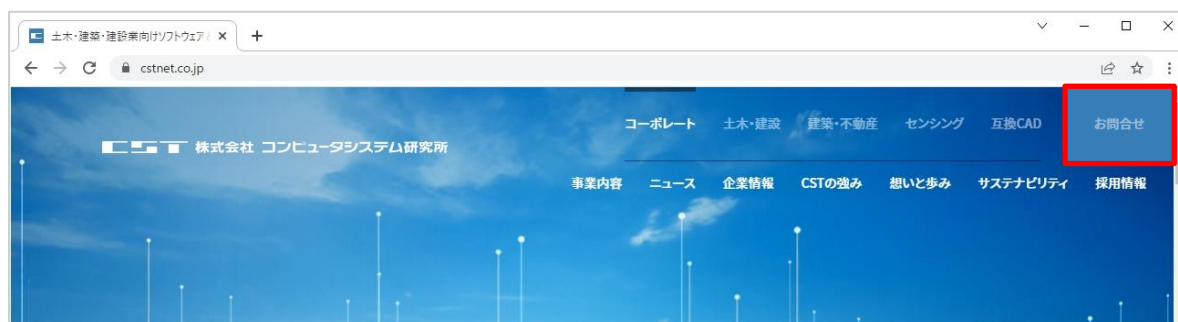 土木・建築・建設業向けソフトウェア
cstnet.co.jp
コーポレート 土木・建設 建築・不動産 センシング 互換CAD お問合せ
CST 株式会社 コンピュータシステム研究所
事業内容 ニュース 企業情報 CSTの強み 想いと歩み サステナビリティ 採用情報